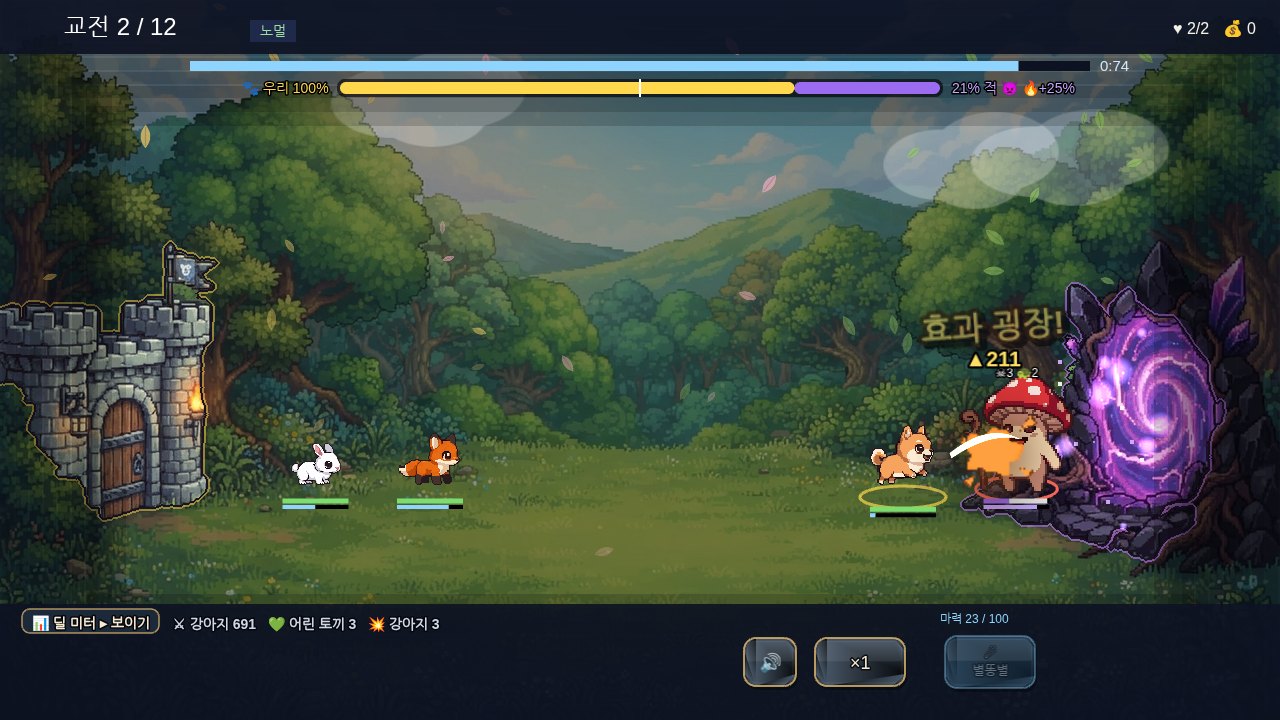 교전 2 / 12
노멀
♥ 2/2 💰 0
0:74
🐾 우리 100%
21% 적 😈 🔥+25%
효과 굉장!
▲211
☠3 2
📊 딜 미터 ▸ 보이기
⚔ 강아지 691 💚 어린 토끼 3 💥 강아지 3
마력 23 / 100
×1
별똥별